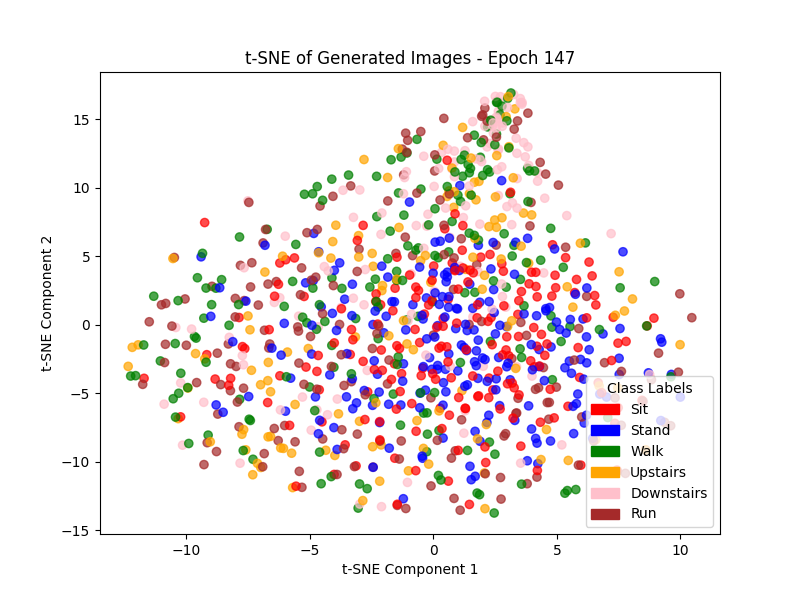 t-SNE of Generated Images - Epoch 147
t-SNE Component 2
15
10
5
0
−5
−10
−15
−10
−5
0
5
10
t-SNE Component 1
Class Labels
Sit
Stand
Walk
Upstairs
Downstairs
Run